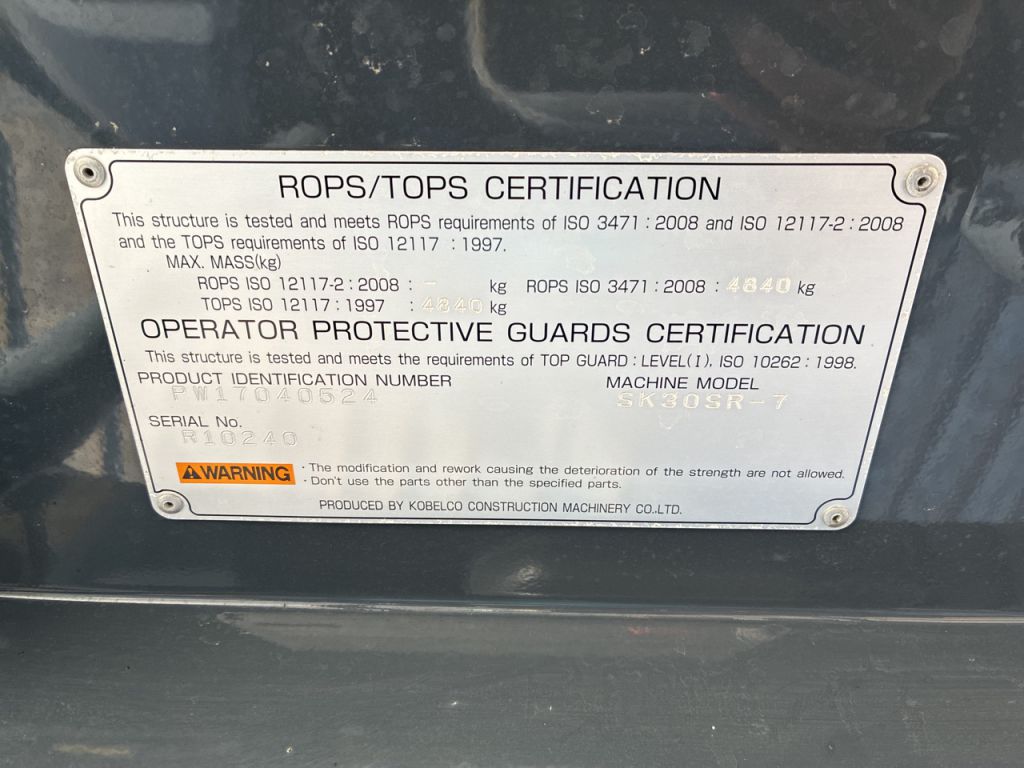 ROPS/TOPS CERTIFICATION
This structure is tested and meets ROPS requirements of ISO 3471 : 2008 and ISO 12117-2 : 2008
and the TOPS requirements of ISO 12117 : 1997.
MAX. MASS(kg)
ROPS ISO 12117-2 : 2008 : - kg ROPS ISO 3471 : 2008 : 4840 kg
TOPS ISO 12117 : 1997 : 4840 kg
OPERATOR PROTECTIVE GUARDS CERTIFICATION
This structure is tested and meets the requirements of TOP GUARD : LEVEL(I), ISO 10262 : 1998.
PRODUCT IDENTIFICATION NUMBER MACHINE MODEL
PW17040524 SK30SR-7
SERIAL No.
R10240
WARNING · The modification and rework causing the deterioration of the strength are not allowed.
· Don't use the parts other than the specified parts.
PRODUCED BY KOBELCO CONSTRUCTION MACHINERY CO.,LTD.